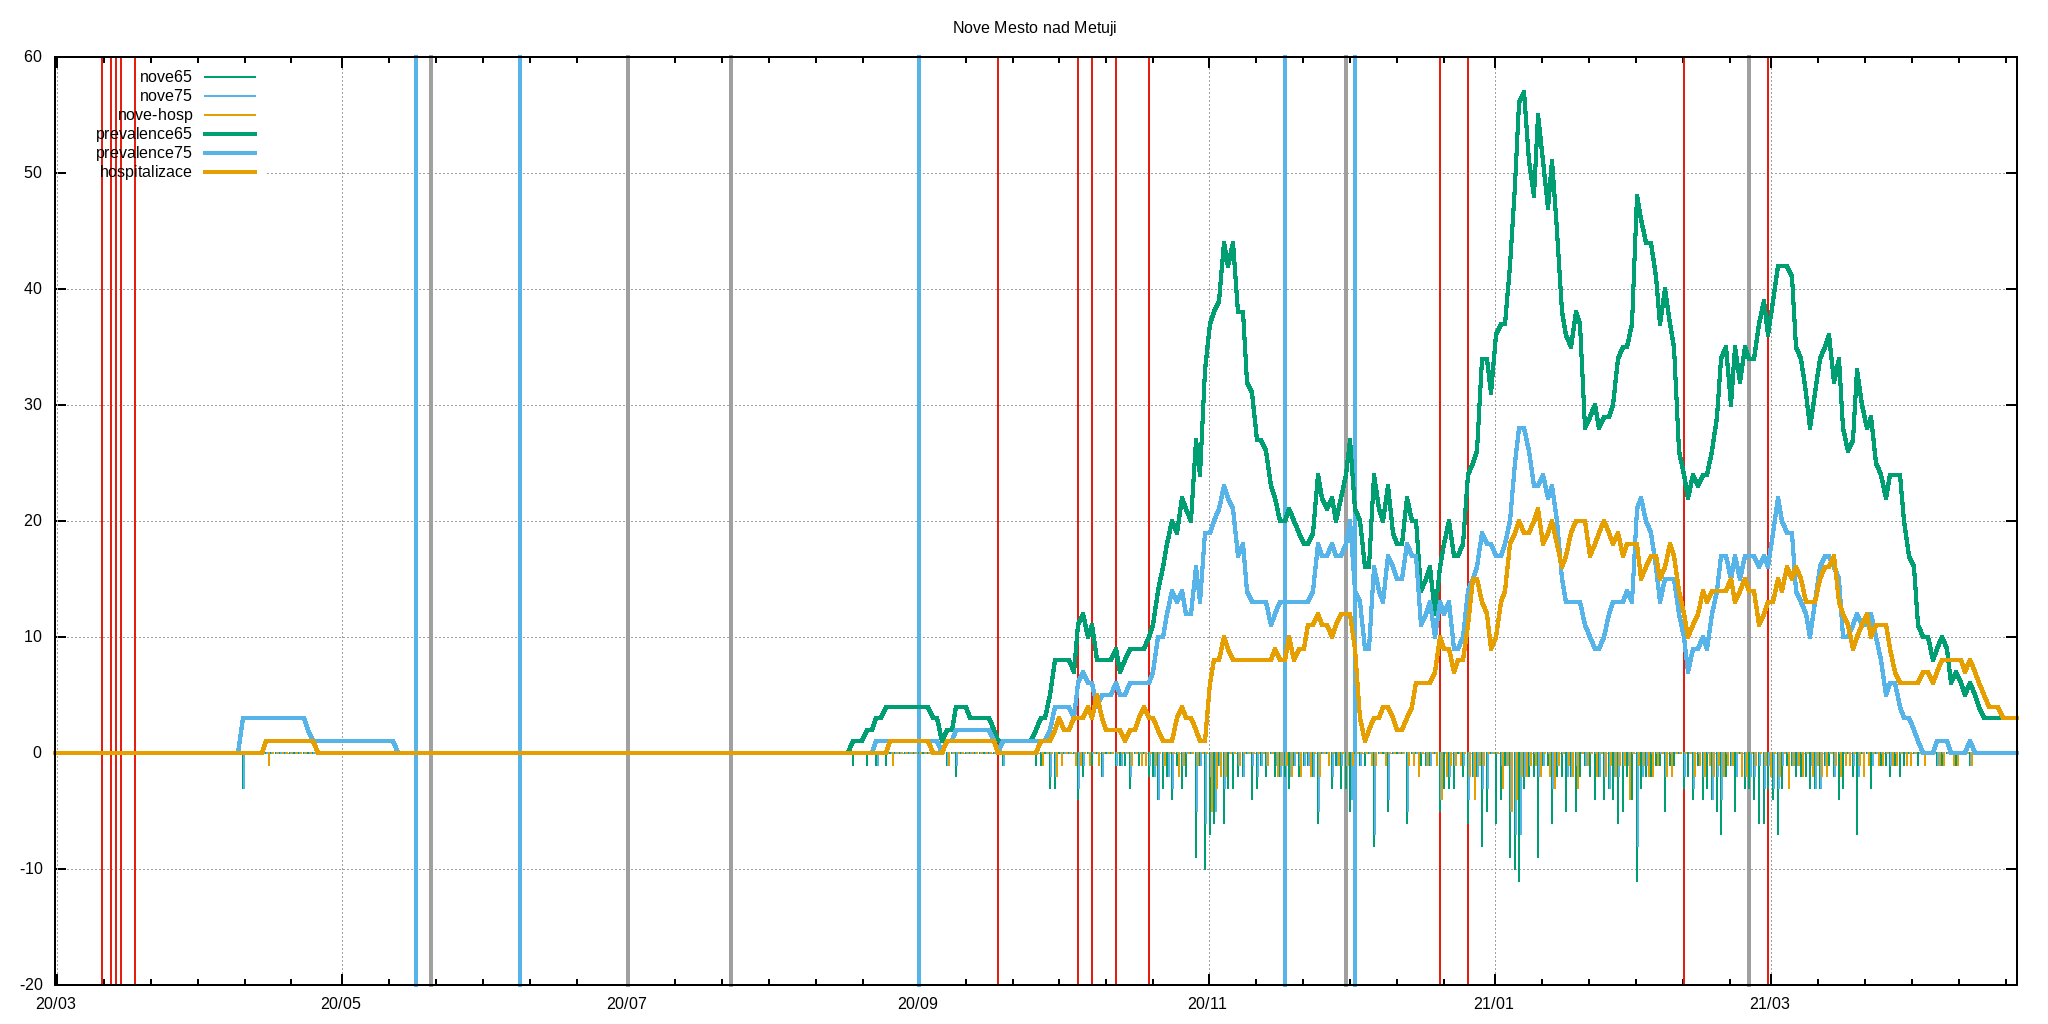 Nove Mesto nad Metuji
60
50
40
30
20
10
0
-10
-20
nove65
nove75
nove-hosp
prevalence65
prevalence75
hospitalizace
20/03 20/05 20/07 20/09 20/11 21/01 21/03